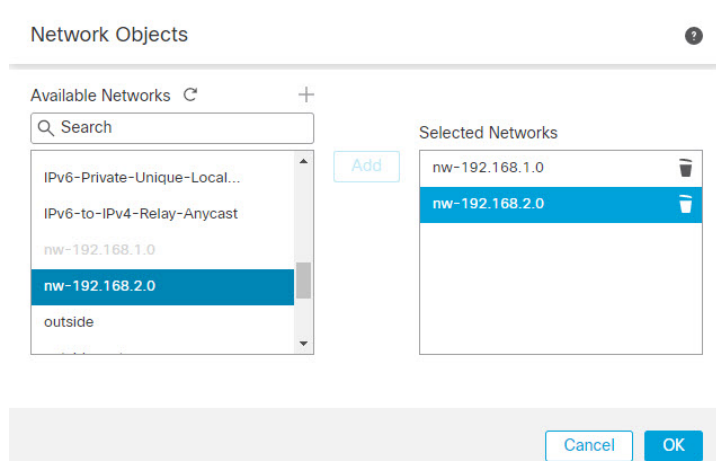 Network Objects
?
Available Networks
Search
IPv6-Private-Unique-Local...
IPv6-to-IPv4-Relay-Anycast
nw-192.168.1.0
nw-192.168.2.0
outside
Add
Selected Networks
nw-192.168.1.0
nw-192.168.2.0
Cancel
OK